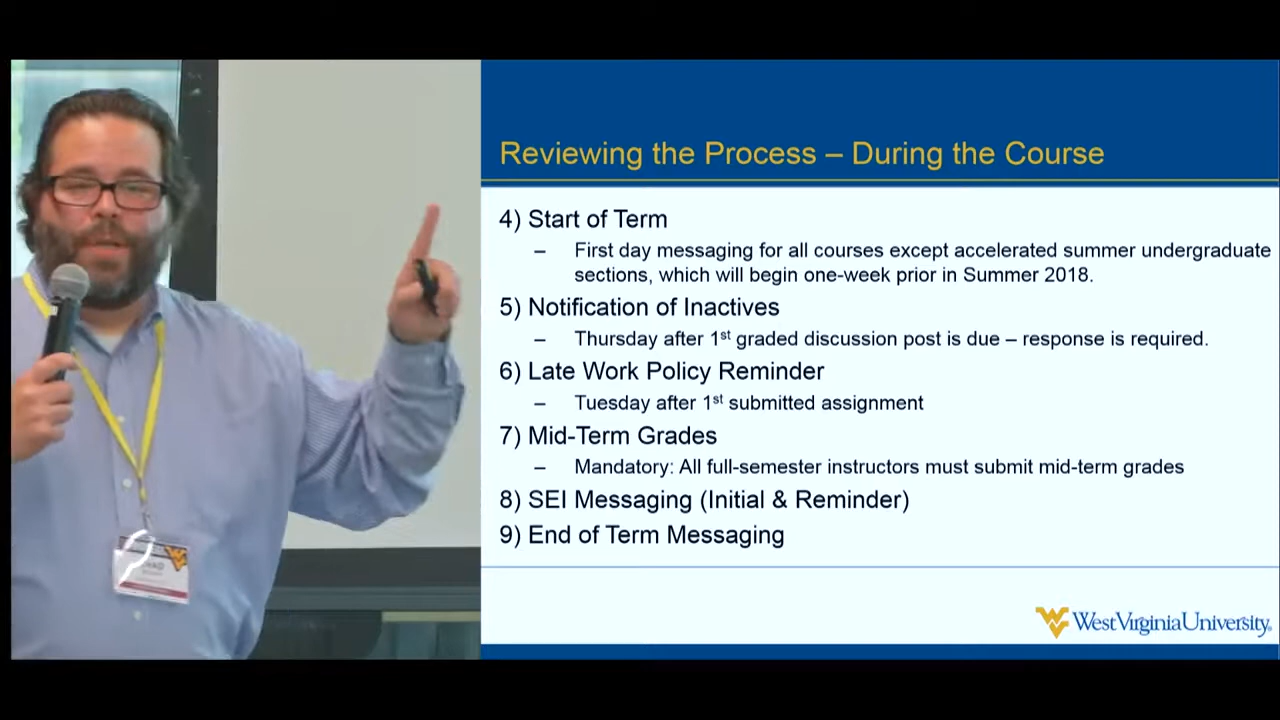 Reviewing the Process – During the Course
4) Start of Term
– First day messaging for all courses except accelerated summer undergraduate
sections, which will begin one-week prior in Summer 2018.
5) Notification of Inactives
– Thursday after 1st graded discussion post is due – response is required.
6) Late Work Policy Reminder
– Tuesday after 1st submitted assignment
7) Mid-Term Grades
– Mandatory: All full-semester instructors must submit mid-term grades
8) SEI Messaging (Initial & Reminder)
9) End of Term Messaging
WestVirginiaUniversity.